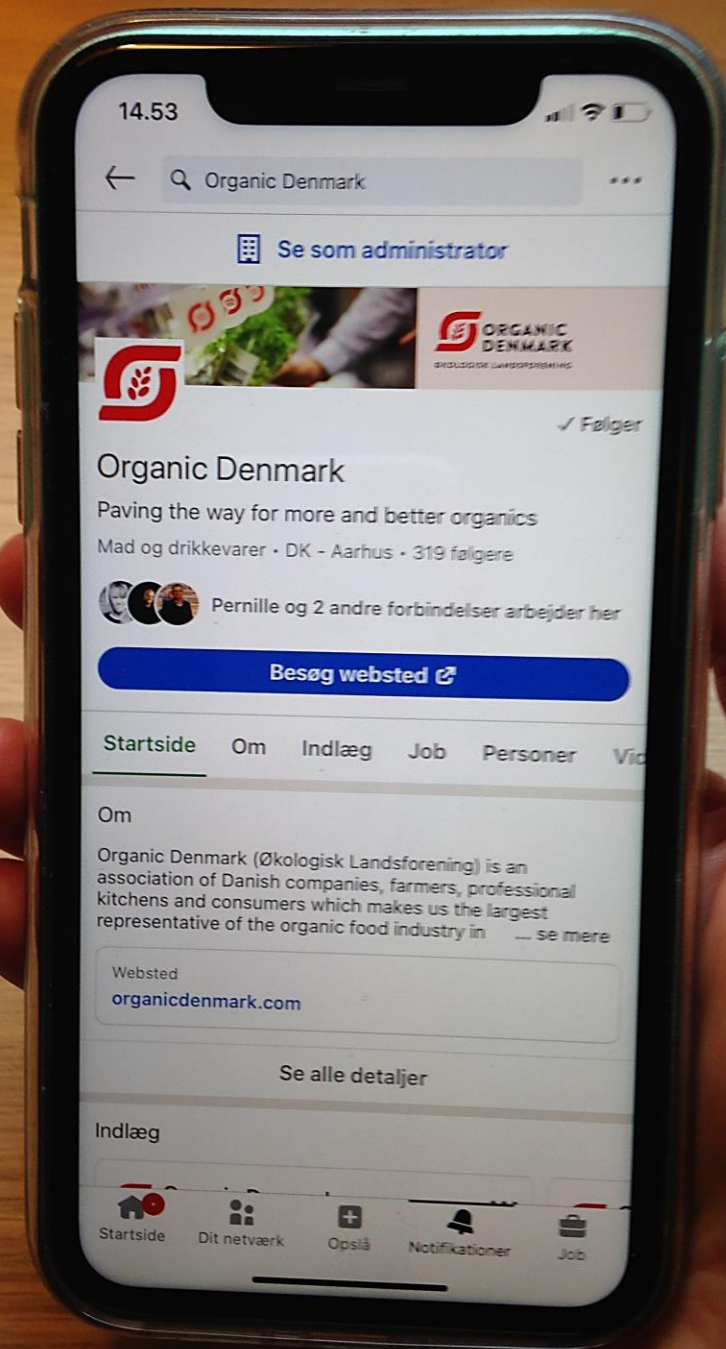 14.53
Organic Denmark
Se som administrator
ORGANIC
DENMARK
ØKOLOGISK LANDSFORENING
✓ Følger
Organic Denmark
Paving the way for more and better organics
Mad og drikkevarer • DK - Aarhus • 319 følgere
Pernille og 2 andre forbindelser arbejder her
Besøg websted
Startside Om Indlæg Job Personer Vid
Om
Organic Denmark (Økologisk Landsforening) is an
association of Danish companies, farmers, professional
kitchens and consumers which makes us the largest
representative of the organic food industry in ... se mere
Websted
organicdenmark.com
Se alle detaljer
Indlæg
Startside Dit netværk Opslå Notifikationer Job